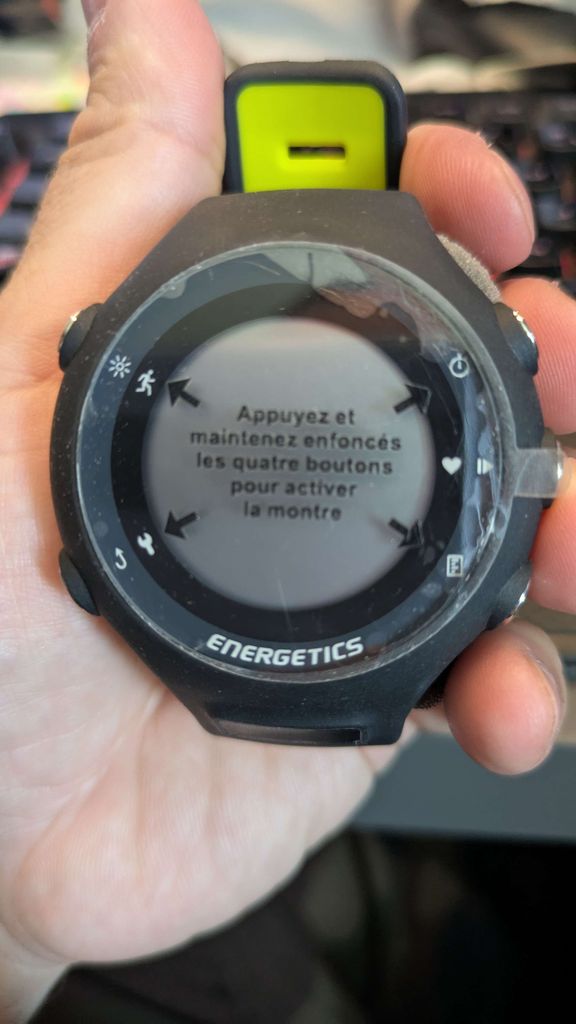 Appuyez et
maintenez enfoncés
les quatre boutons
pour activer
la montre
ENERGETICS